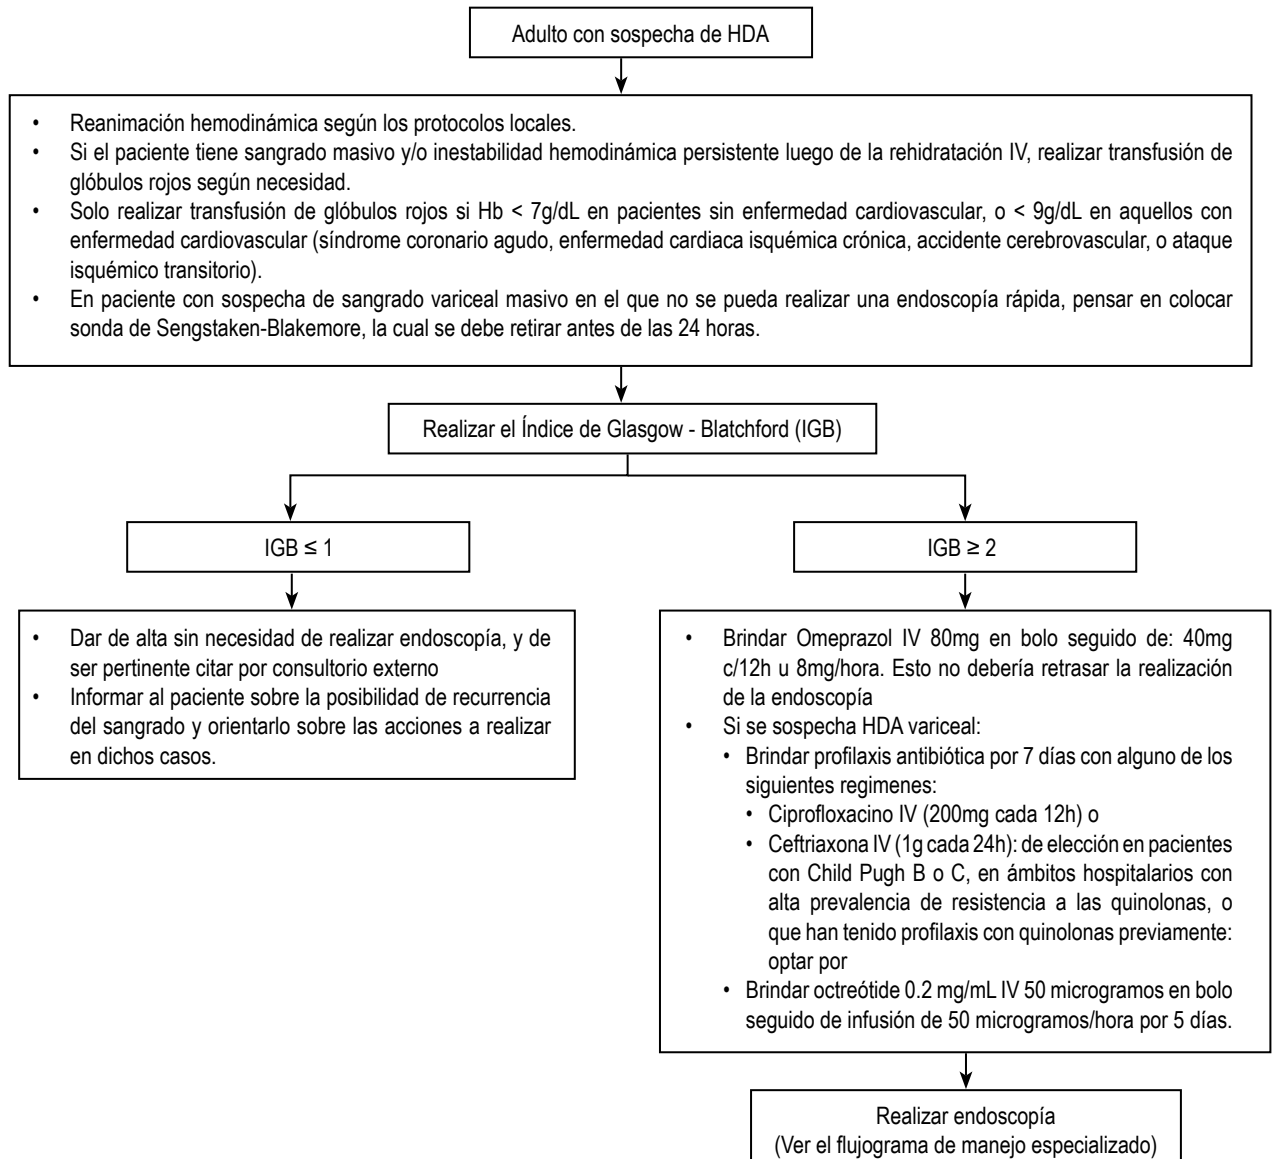 Adulto con sospecha de HDA
• Reanimación hemodinámica según los protocolos locales.
• Si el paciente tiene sangrado masivo y/o inestabilidad hemodinámica persistente luego de la rehidratación IV, realizar transfusión de
glóbulos rojos según necesidad.
• Solo realizar transfusión de glóbulos rojos si Hb < 7g/dL en pacientes sin enfermedad cardiovascular, o < 9g/dL en aquellos con
enfermedad cardiovascular (síndrome coronario agudo, enfermedad cardiaca isquémica crónica, accidente cerebrovascular, o ataque
isquémico transitorio).
• En paciente con sospecha de sangrado variceal masivo en el que no se pueda realizar una endoscopía rápida, pensar en colocar
sonda de Sengstaken-Blakemore, la cual se debe retirar antes de las 24 horas.
Realizar el Índice de Glasgow - Blatchford (IGB)
IGB ≤ 1
• Dar de alta sin necesidad de realizar endoscopía, y de
ser pertinente citar por consultorio externo
• Informar al paciente sobre la posibilidad de recurrencia
del sangrado y orientarlo sobre las acciones a realizar
en dichos casos.
IGB ≥ 2
• Brindar Omeprazol IV 80mg en bolo seguido de: 40mg
c/12h u 8mg/hora. Esto no debería retrasar la realización
de la endoscopía
• Si se sospecha HDA variceal:
• Brindar profilaxis antibiótica por 7 días con alguno de los
siguientes regimenes:
• Ciprofloxacino IV (200mg cada 12h) o
• Ceftriaxona IV (1g cada 24h): de elección en pacientes
con Child Pugh B o C, en ámbitos hospitalarios con
alta prevalencia de resistencia a las quinolonas, o
que han tenido profilaxis con quinolonas previamente:
optar por
• Brindar octreótide 0.2 mg/mL IV 50 microgramos en bolo
seguido de infusión de 50 microgramos/hora por 5 días.
Realizar endoscopía
(Ver el flujograma de manejo especializado)